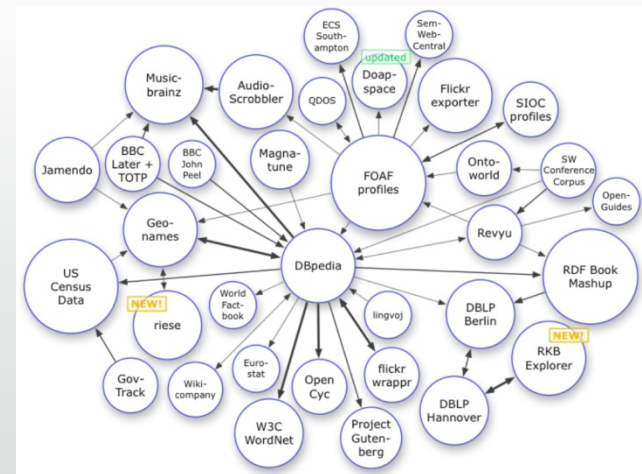 ECS
South-
ampton
Sem-
Web-
Central
updated
Doap-
space
Music-
brainz
Audio-
Scrobbler
QDOS
Flickr
exporter
SIOC
profiles
BBC
Later +
TOTP
BBC
John
Peel
Jamendo
Magna-
tune
FOAF
profiles
Onto-
world
SW
Conference
Corpus
Open-
Guides
Geo-
names
Revyu
DBpedia
US
Census
Data
NEW!
riese
World
Fact-
book
lingvoj
DBLP
Berlin
RDF Book
Mashup
NEW!
RKB
Explorer
Gov-
Track
Wiki-
company
Euro-
stat
Open
Cyc
flickr
wrappr
W3C
WordNet
Project
Guten-
berg
DBLP
Hannover